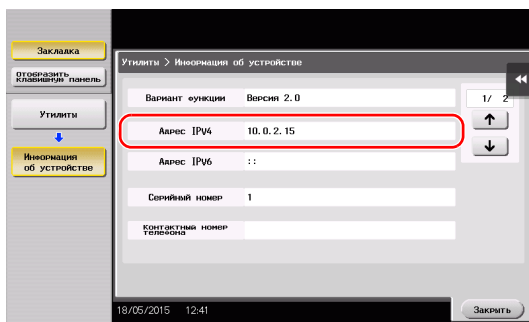 Закладка
Отобразить
клавишную панель
Утилиты
Информация
об устройстве
Утилиты > Информация об устройстве
Вариант функции Версия 2.0
1/ 2
Адрес IPv4 10.0.2.15
Адрес IPv6 ::
Серийный номер 1
Контактный номер
телефона
18/05/2015 12:41
Закрыть